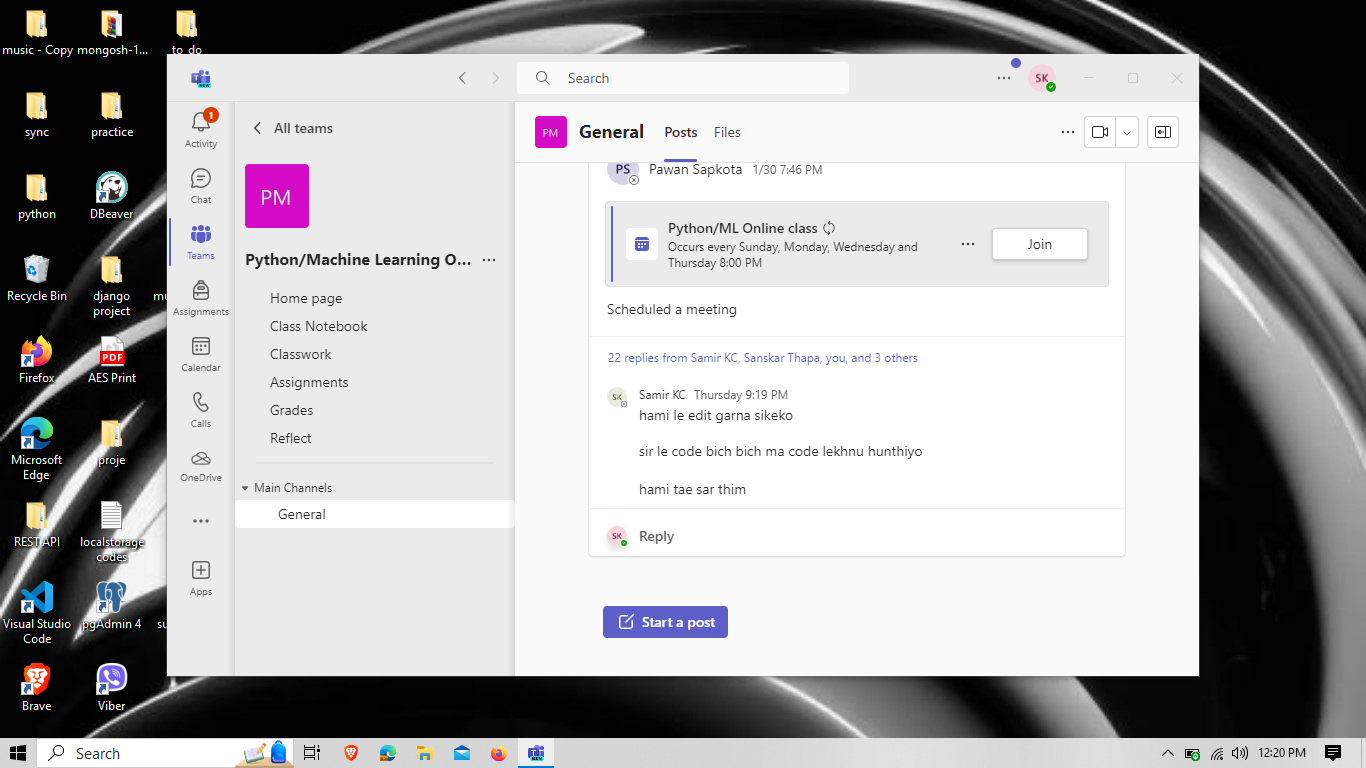 music - Copy
mongosh-1...
to_do
sync
practice
python
DBeaver
Recycle Bin
django
project
Firefox
PDF
AES Print
Microsoft
Edge
proje
REST API
localstorage
codes
Visual Studio
Code
pgAdmin 4
Brave
Viber
NEW
Search
SK
1
Activity
Chat
Teams
Assignments
Calendar
Calls
OneDrive
Apps
All teams
PM
Python/Machine Learning O...
Home page
Class Notebook
Classwork
Assignments
Grades
Reflect
Main Channels
General
PM
General
Posts
Files
PS
Pawan Sapkota 1/30 7:46 PM
Python/ML Online class
Occurs every Sunday, Monday, Wednesday and
Thursday 8:00 PM
Join
Scheduled a meeting
22 replies from Samir KC, Sanskar Thapa, you, and 3 others
SK
Samir KC Thursday 9:19 PM
hami le edit garna sikeko
sir le code bich bich ma code lekhnu hunthiyo
hami tae sar thim
SK
Reply
Start a post
Search
NEW
12:20 PM